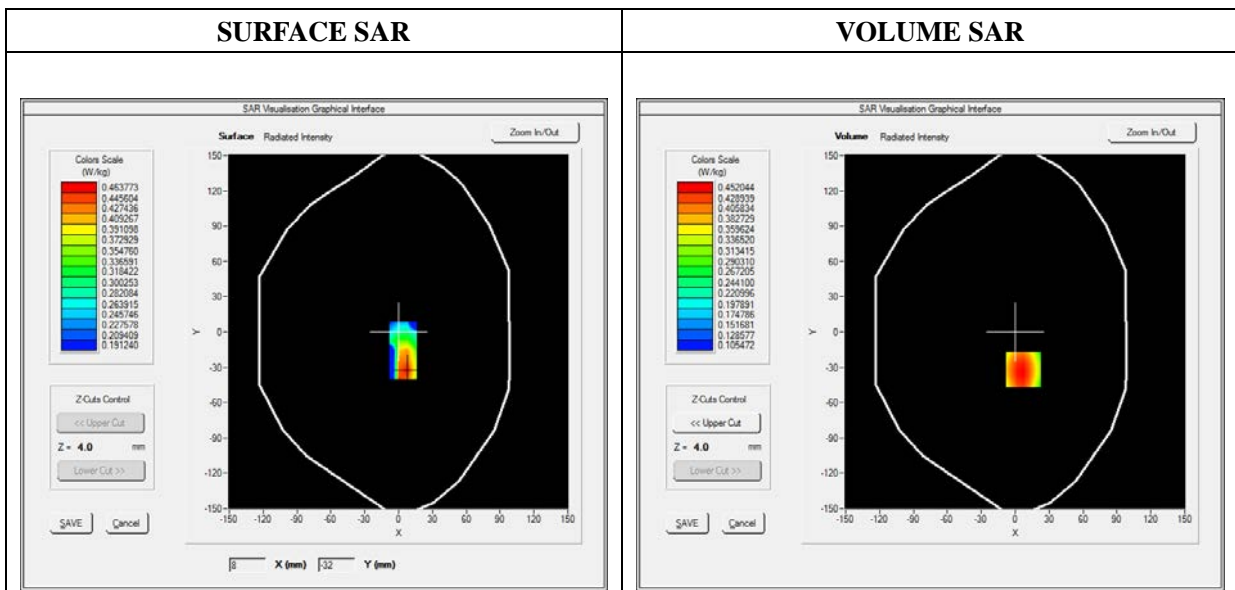 SURFACE SAR
VOLUME SAR
SAR Visualisation Graphical Interface
Surface Radiated Intensity
Zoom In/Out
Colors Scale
(W/kg)
0.463773
0.445604
0.427436
0.409267
0.391098
0.372929
0.354760
0.336591
0.318422
0.300253
0.282084
0.263915
0.245746
0.227578
0.209409
0.191240
150
120
90
60
30
0
-30
-60
-90
-120
-150
Y
-150 -120 -90 -60 -30 0 30 60 90 120 150
X
Z-Cuts Control
<< Upper Cut
Z = 4.0 mm
Lower Cut >>
SAVE Cancel
8 X (mm) -32 Y (mm)
SAR Visualisation Graphical Interface
Volume Radiated Intensity
Zoom In/Out
Colors Scale
(W/kg)
0.452044
0.428939
0.405834
0.382729
0.359624
0.336520
0.313415
0.290310
0.267205
0.244100
0.220996
0.197891
0.174786
0.151681
0.128577
0.105472
150
120
90
60
30
0
-30
-60
-90
-120
-150
Y
-150 -120 -90 -60 -30 0 30 60 90 120 150
X
Z-Cuts Control
<< Upper Cut
Z = 4.0 mm
Lower Cut >>
SAVE Cancel